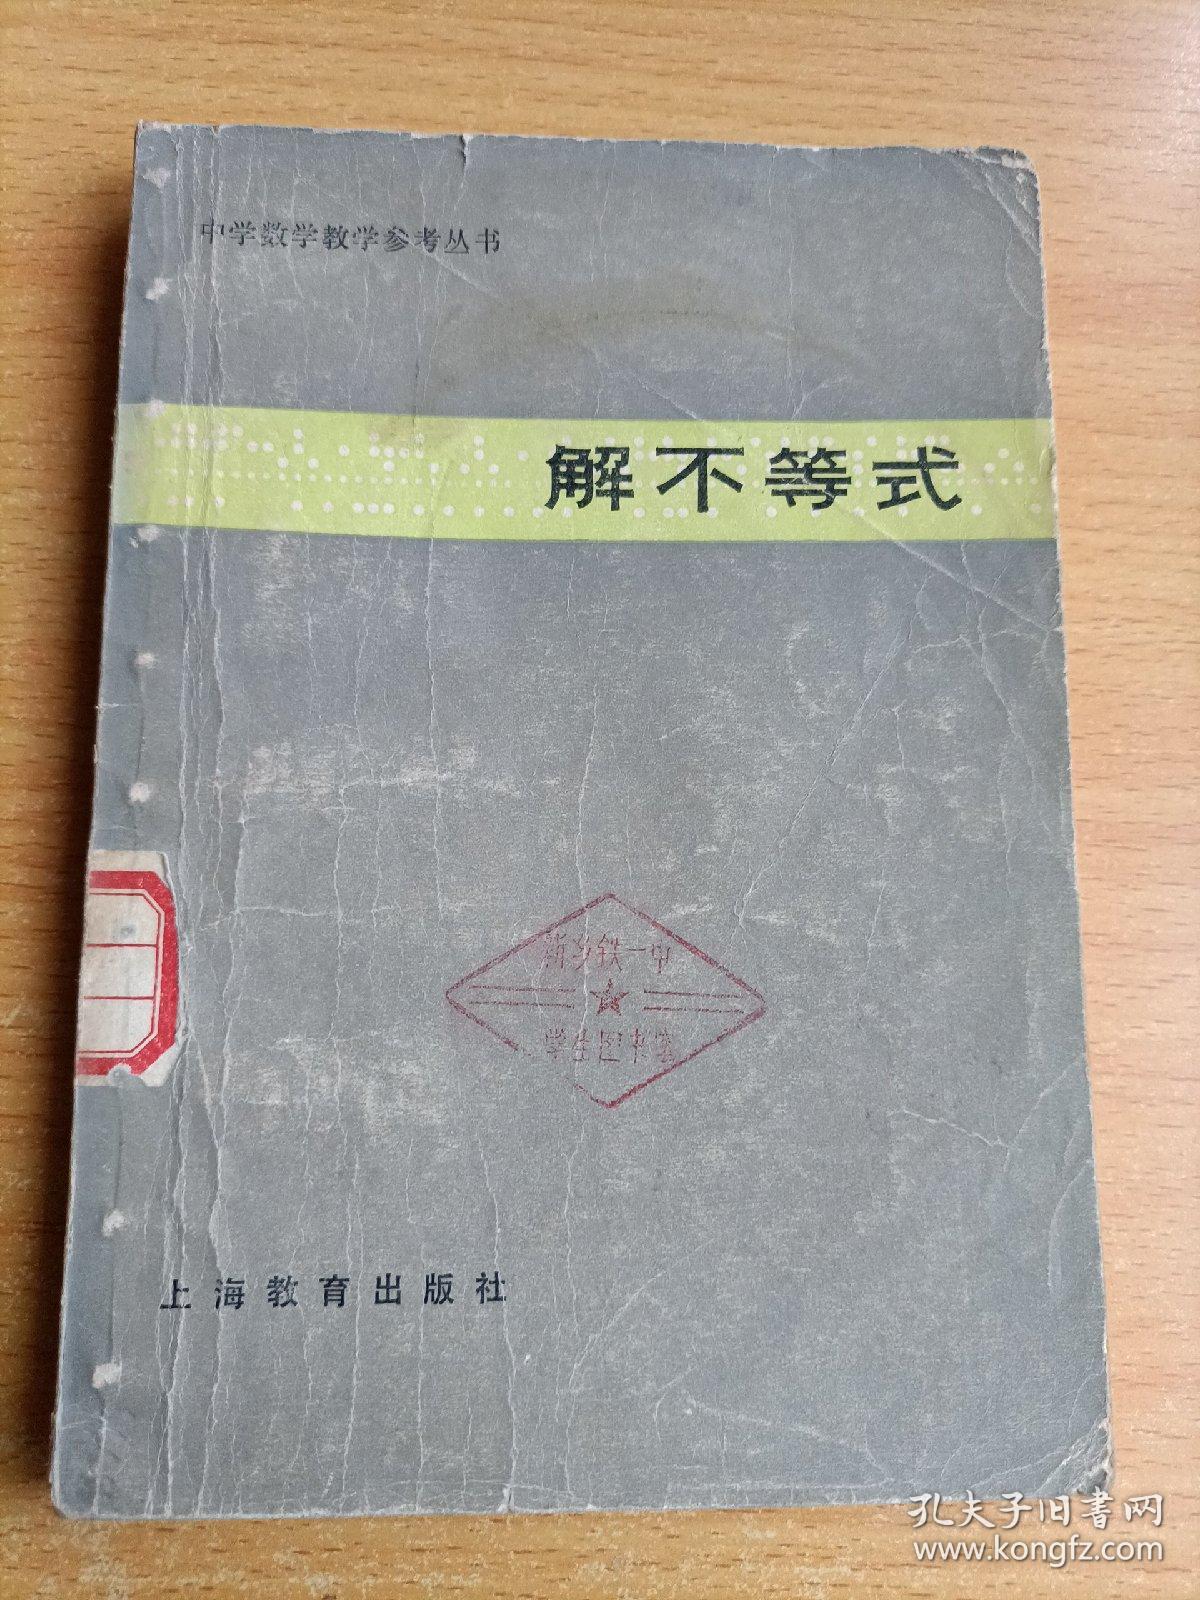 中学数学教学参考丛书
解不等式
新乡铁一中
学生图书馆
上海教育出版社
孔夫子旧書网
www.kongfz.com